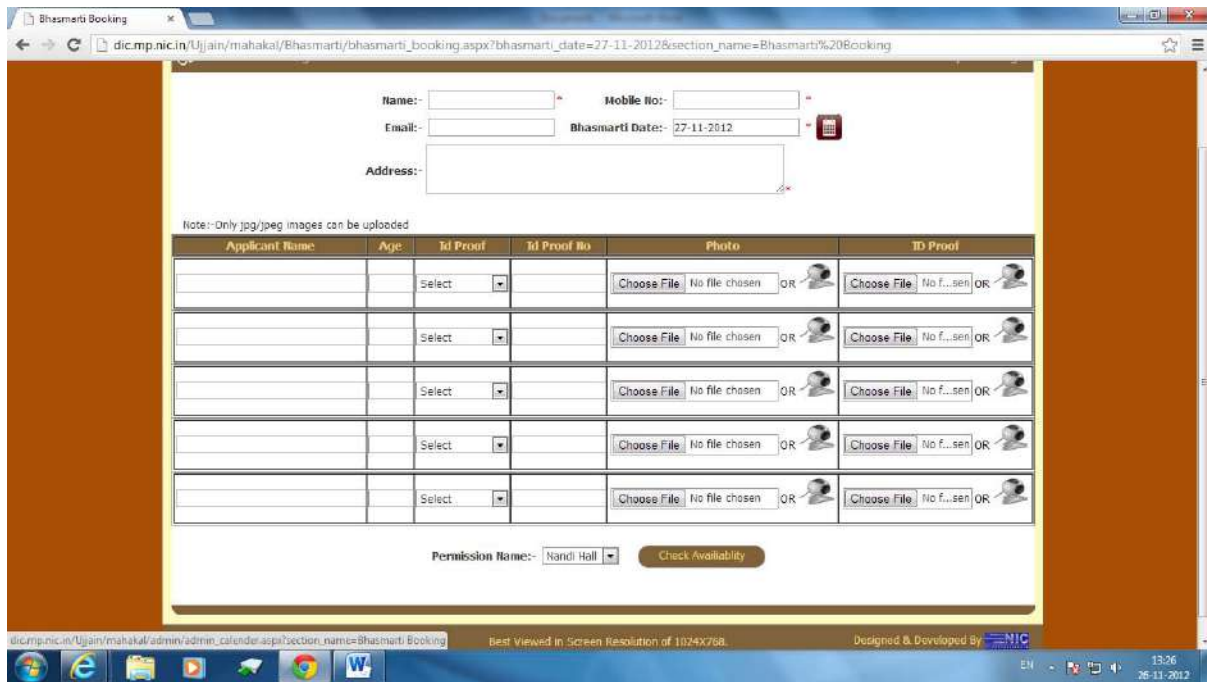 Bhasmarti Booking
dic.mp.nic.in/Ujjain/mahakal/Bhasmarti/bhasmarti_booking.aspx?bhasmarti_date=27-11-2012&section_name=Bhasmarti%20Booking
Name:- * Mobile No:- *
Email:- Bhasmarti Date:- 27-11-2012 *
Address:- *
Note:-Only jpg/jpeg images can be uploaded
Applicant Name Age Id Proof Id Proof No Photo ID Proof
Select Choose File No file chosen OR Choose File No f...sen OR
Select Choose File No file chosen OR Choose File No f...sen OR
Select Choose File No file chosen OR Choose File No f...sen OR
Select Choose File No file chosen OR Choose File No f...sen OR
Select Choose File No file chosen OR Choose File No f...sen OR
Permission Name:- Nandi Hall Check Availiablity
dic.mp.nic.in/Ujjain/mahakal/admin/admin_calender.aspx?section_name=Bhasmarti Booking Best Viewed in Screen Resolution of 1024X768. Designed & Developed By NIC
EN 13:26
26-11-2012